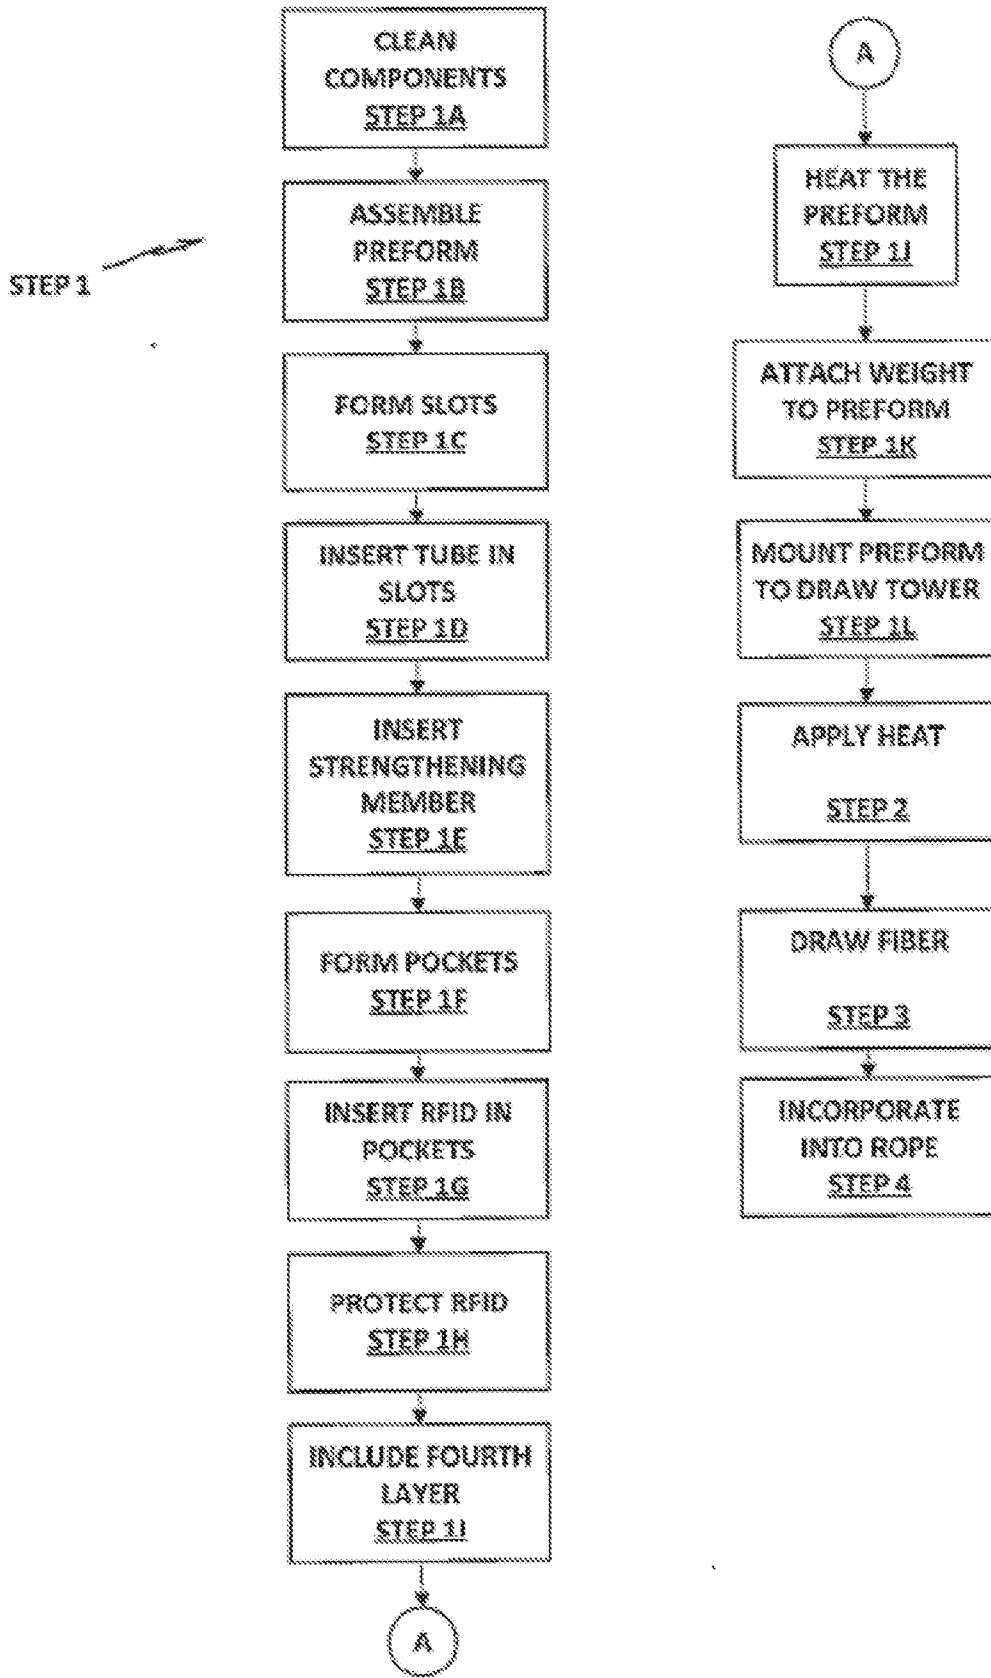 STEP 1
CLEAN
COMPONENTS
STEP 1A
ASSEMBLE
PREFORM
STEP 1B
FORM SLOTS
STEP 1C
INSERT TUBE IN
SLOTS
STEP 1D
INSERT
STRENGTHENING
MEMBER
STEP 1E
FORM POCKETS
STEP 1F
INSERT RFID IN
POCKETS
STEP 1G
PROTECT RFID
STEP 1H
INCLUDE FOURTH
LAYER
STEP 1I
A
A
HEAT THE
PREFORM
STEP 1J
ATTACH WEIGHT
TO PREFORM
STEP 1K
MOUNT PREFORM
TO DRAW TOWER
STEP 1L
APPLY HEAT
STEP 2
DRAW FIBER
STEP 3
INCORPORATE
INTO ROPE
STEP 4